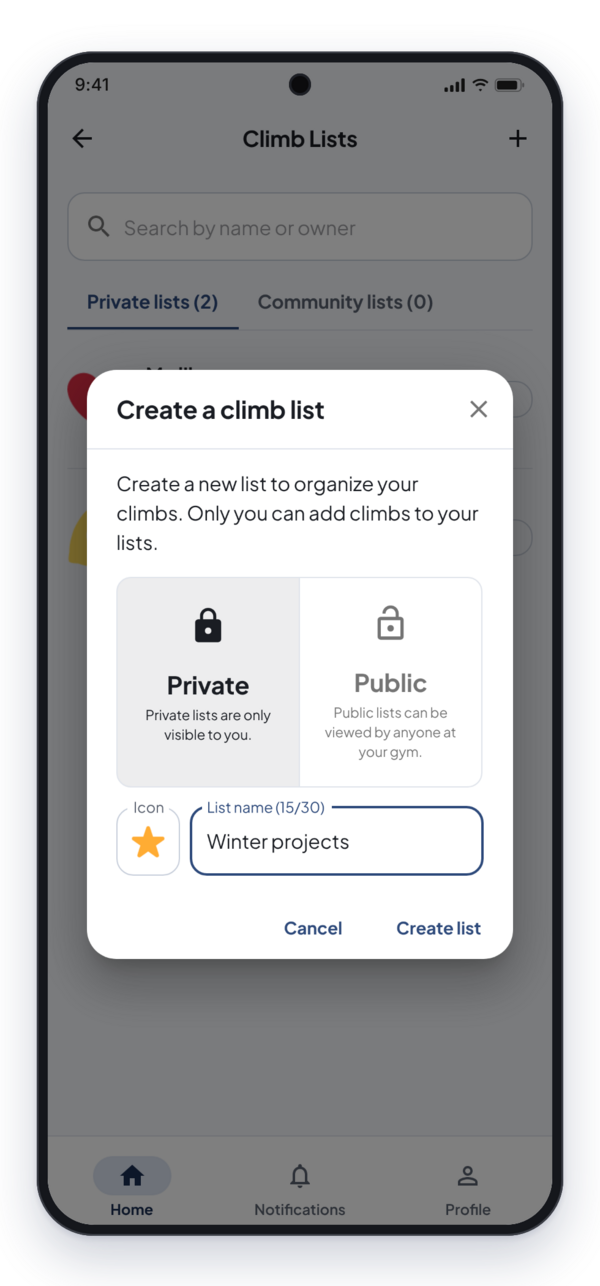 9:41
Climb Lists
Search by name or owner
Private lists (2)
Community lists (0)
Create a climb list
Create a new list to organize your
climbs. Only you can add climbs to your
lists.
Private
Private lists are only
visible to you.
Public
Public lists can be
viewed by anyone at
your gym.
Icon
List name (15/30)
Winter projects
Cancel
Create list
Home
Notifications
Profile